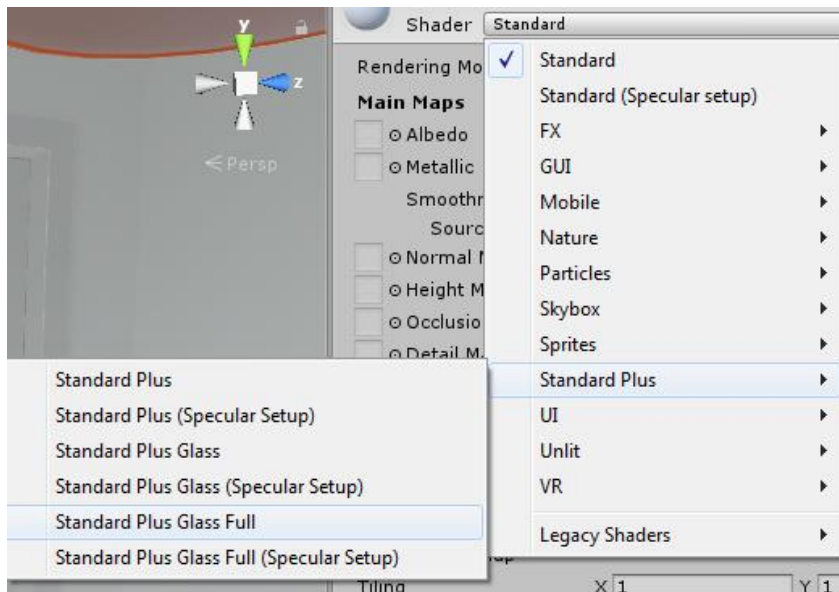 y
z
Persp
Shader Standard
Rendering Mo
Main Maps
Albedo
Metallic
Smoothr
Sourc
Normal
Height M
Occlusio
Detail M
Standard
Standard (Specular setup)
FX
GUI
Mobile
Nature
Particles
Skybox
Sprites
Standard Plus
UI
Unlit
VR
Legacy Shaders
Standard Plus
Standard Plus (Specular Setup)
Standard Plus Glass
Standard Plus Glass (Specular Setup)
Standard Plus Glass Full
Standard Plus Glass Full (Specular Setup)
Tiling X 1 Y 1